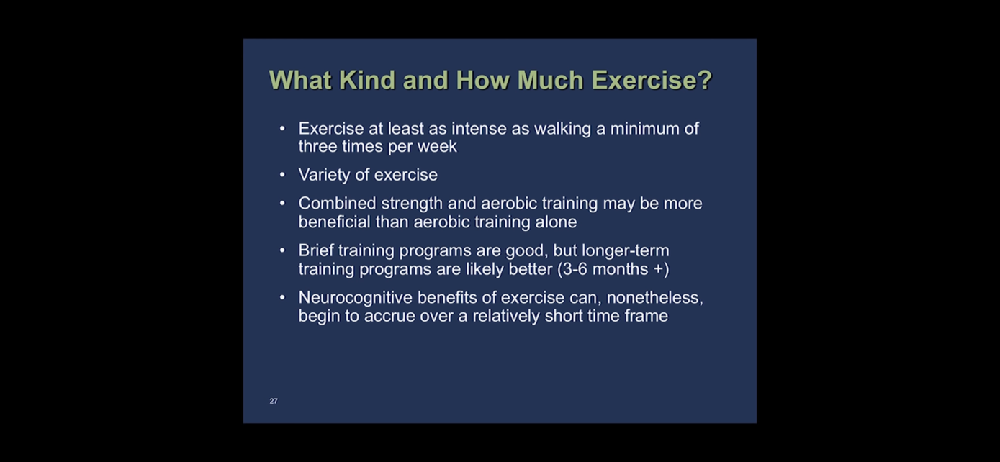 What Kind and How Much Exercise?
• Exercise at least as intense as walking a minimum of
three times per week
• Variety of exercise
• Combined strength and aerobic training may be more
beneficial than aerobic training alone
• Brief training programs are good, but longer-term
training programs are likely better (3-6 months +)
• Neurocognitive benefits of exercise can, nonetheless,
begin to accrue over a relatively short time frame
27